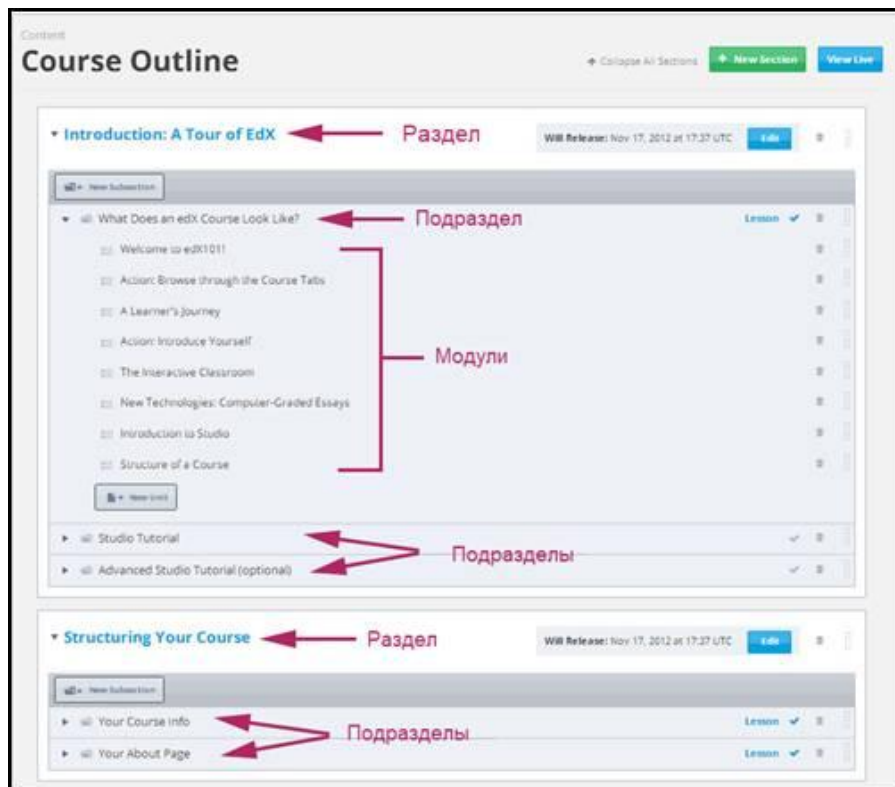 Content
Course Outline
Collapse All Sections
New Section
View Live
Introduction: A Tour of EdX
Раздел
Will Release: Nov 17, 2012 at 17:37 UTC
Edit
New Subsection
What Does an edX Course Look Like?
Подраздел
Lesson
Welcome to edX101!
Action: Browse through the Course Tabs
A Learner's Journey
Action: Introduce Yourself
Модули
The Interactive Classroom
New Technologies: Computer-Graded Essays
Introduction to Studio
Structure of a Course
New Unit
Studio Tutorial
Подразделы
Advanced Studio Tutorial (optional)
Structuring Your Course
Раздел
Will Release: Nov 17, 2012 at 17:37 UTC
Edit
New Subsection
Your Course Info
Lesson
Подразделы
Your About Page
Lesson